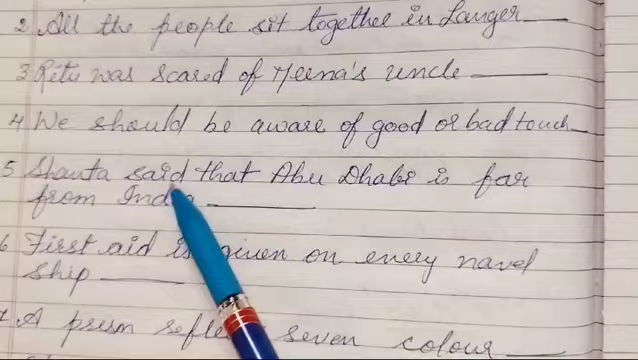 2 All the people sit together in Langer
3 Ritu was scared of Meena's uncle
4 We should be aware of good or bad touch
5 Shanta said that Abu Dhabi is far
from India
6 First aid is given on every naval
ship
7 A prism refle seven colour